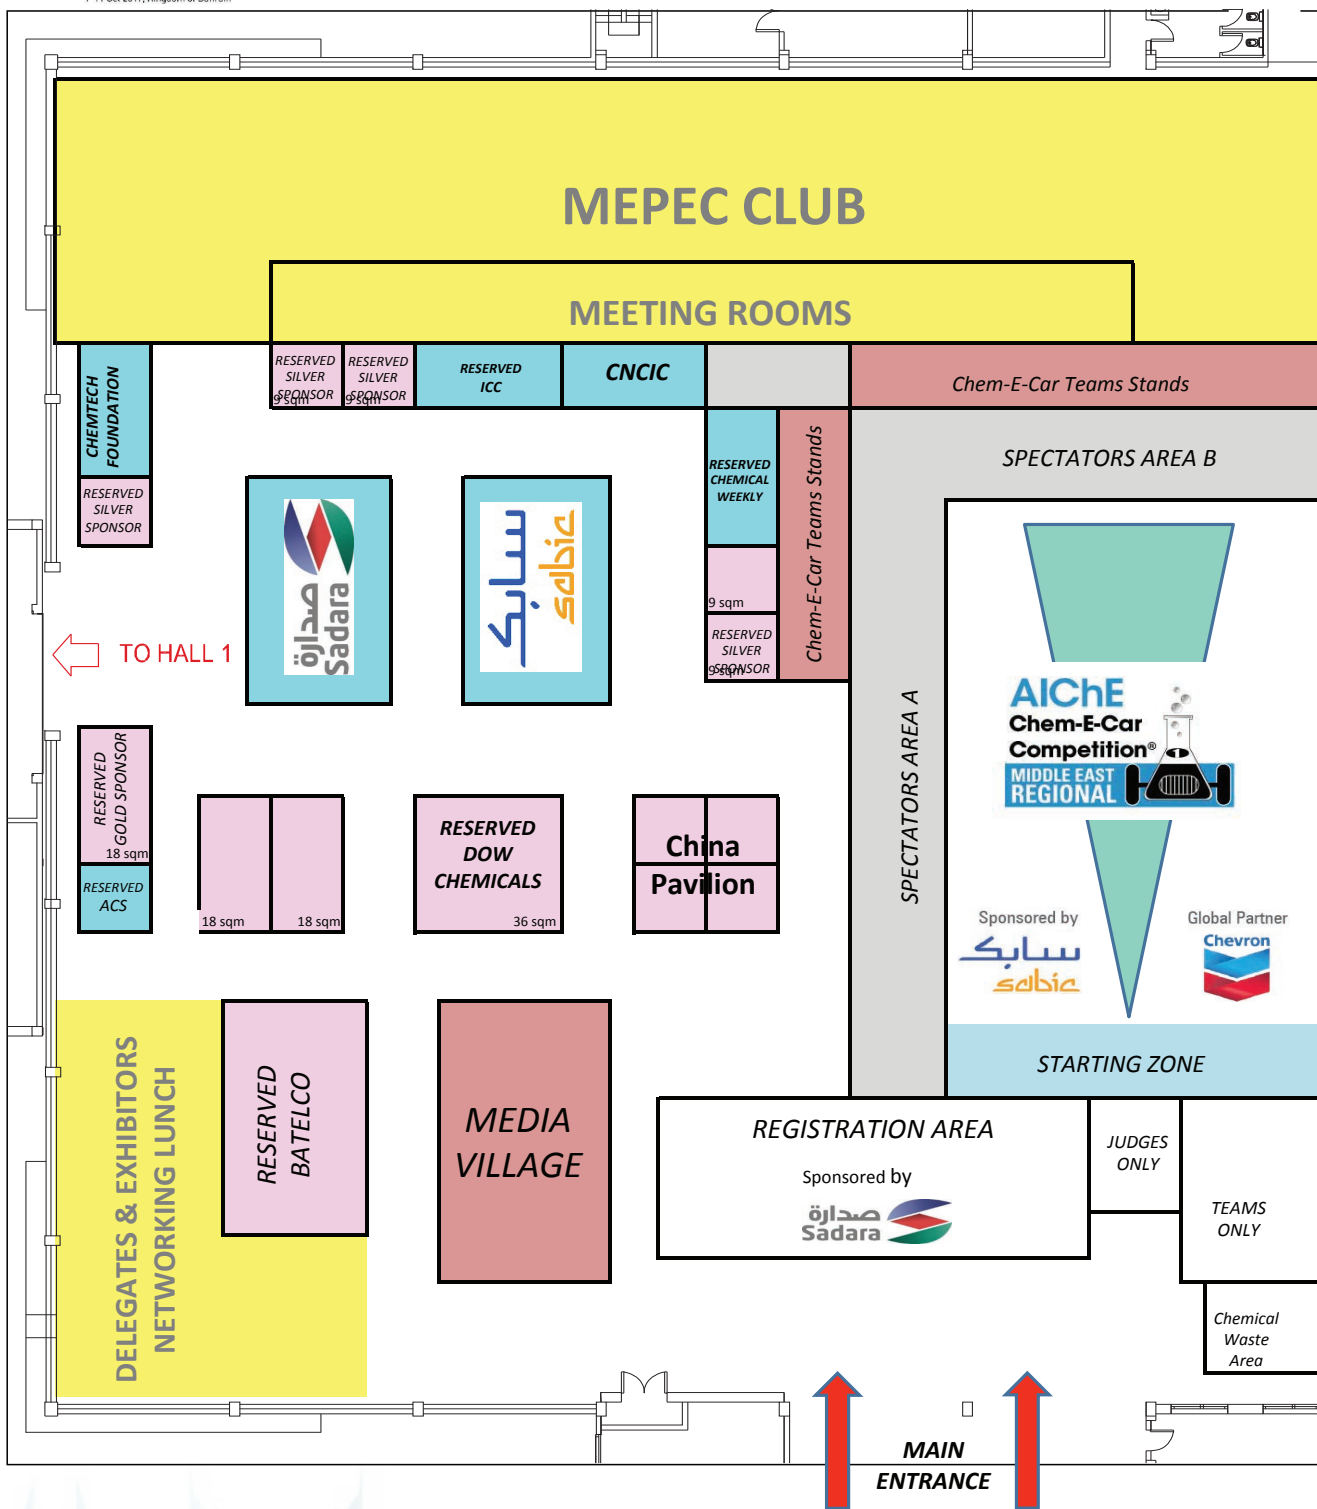 MEPEC CLUB
MEETING ROOMS
CHEMTECH
FOUNDATION
RESERVED
SILVER
SPONSOR
9 sqm
RESERVED
SILVER
SPONSOR
9 sqm
RESERVED
ICC
CNCIC
Chem-E-Car Teams Stands
SPECTATORS AREA B
RESERVED
SILVER
SPONSOR
صدارة
Sadara
سابك
sabic
RESERVED
CHEMICAL
WEEKLY
9 sqm
RESERVED
SILVER
SPONSOR
9 sqm
Chem-E-Car Teams Stands
TO HALL 1
SPECTATORS AREA A
AIChE
Chem-E-Car
Competition®
MIDDLE EAST
REGIONAL
RESERVED
GOLD SPONSOR
18 sqm
RESERVED
ACS
18 sqm
18 sqm
RESERVED
DOW
CHEMICALS
36 sqm
China
Pavilion
Sponsored by
سابك
sabic
Global Partner
Chevron
STARTING ZONE
DELEGATES & EXHIBITORS
NETWORKING LUNCH
RESERVED
BATELCO
MEDIA
VILLAGE
REGISTRATION AREA
Sponsored by
صدارة
Sadara
JUDGES
ONLY
TEAMS
ONLY
Chemical
Waste
Area
MAIN
ENTRANCE